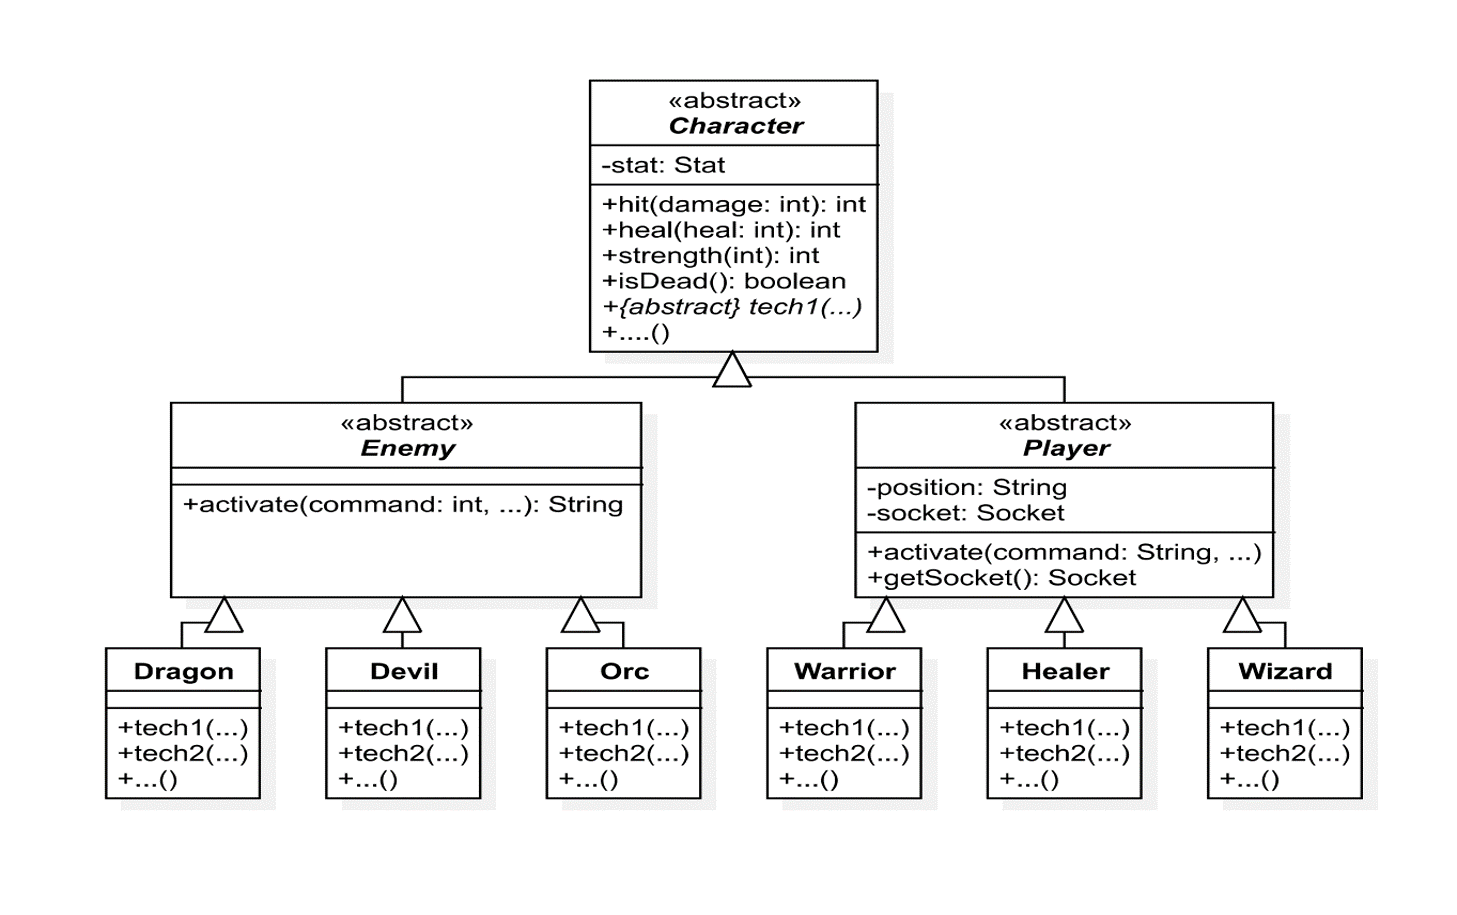 «abstract»
Character
-stat: Stat
+hit(damage: int): int
+heal(heal: int): int
+strength(int): int
+isDead(): boolean
+{abstract} tech1(...)
+....()
«abstract»
Enemy
+activate(command: int, ...): String
«abstract»
Player
-position: String
-socket: Socket
+activate(command: String, ...)
+getSocket(): Socket
Dragon
+tech1(...)
+tech2(...)
+...()
Devil
+tech1(...)
+tech2(...)
+...()
Orc
+tech1(...)
+tech2(...)
+...()
Warrior
+tech1(...)
+tech2(...)
+...()
Healer
+tech1(...)
+tech2(...)
+...()
Wizard
+tech1(...)
+tech2(...)
+...()